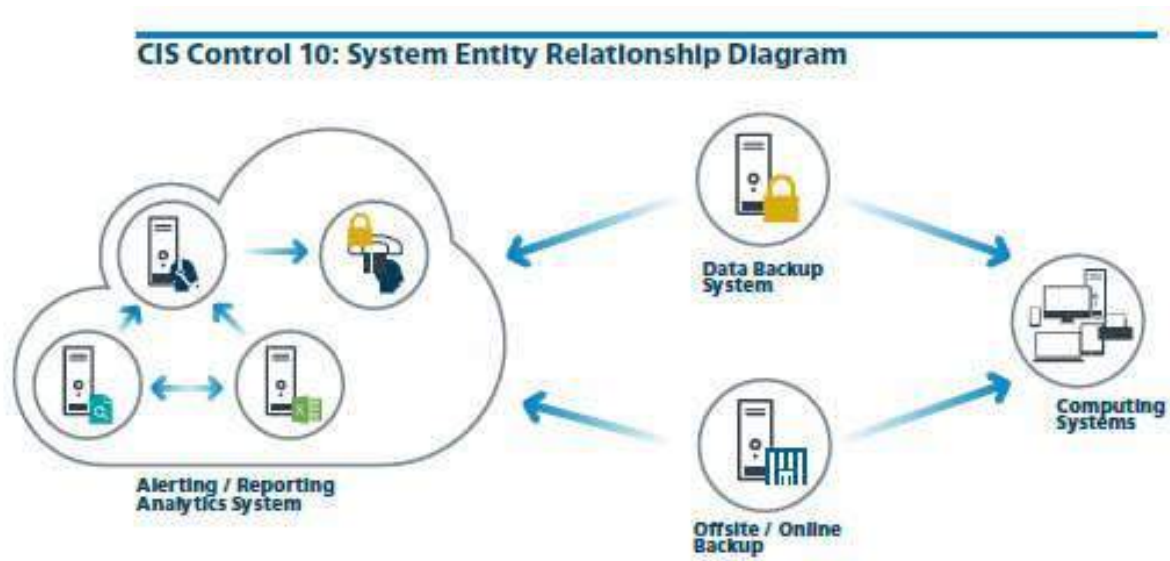 CIS Control 10: System Entity Relationship Diagram
Data Backup
System
Computing
Systems
Alerting / Reporting
Analytics System
Offsite / Online
Backup